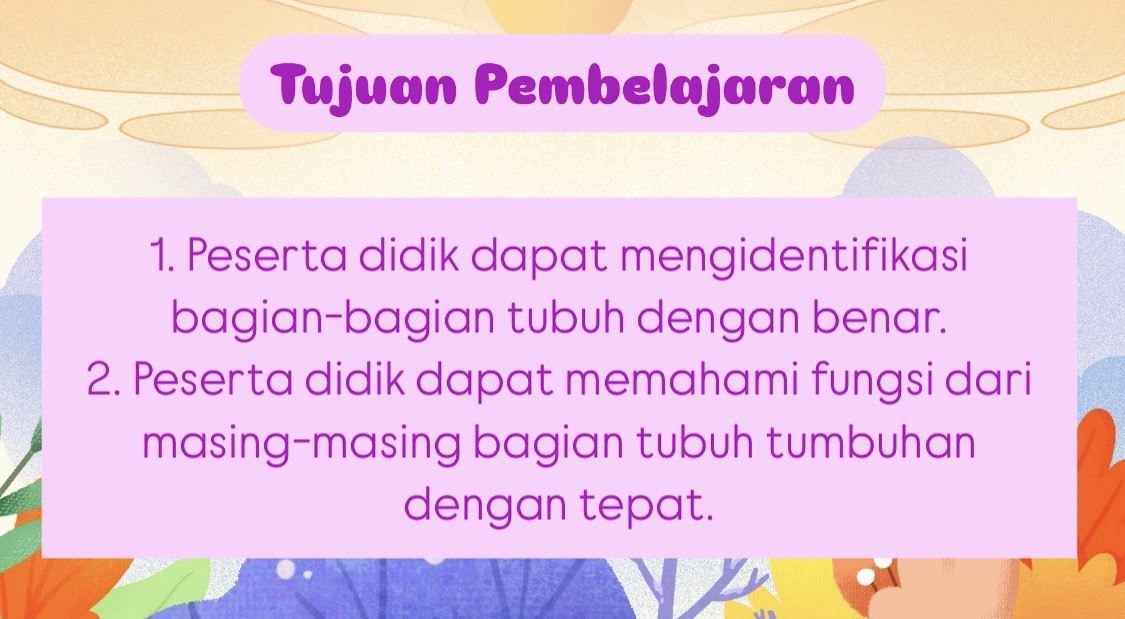 Tujuan Pembelajaran
1. Peserta didik dapat mengidentifikasi
bagian-bagian tubuh dengan benar.
2. Peserta didik dapat memahami fungsi dari
masing-masing bagian tubuh tumbuhan
dengan tepat.